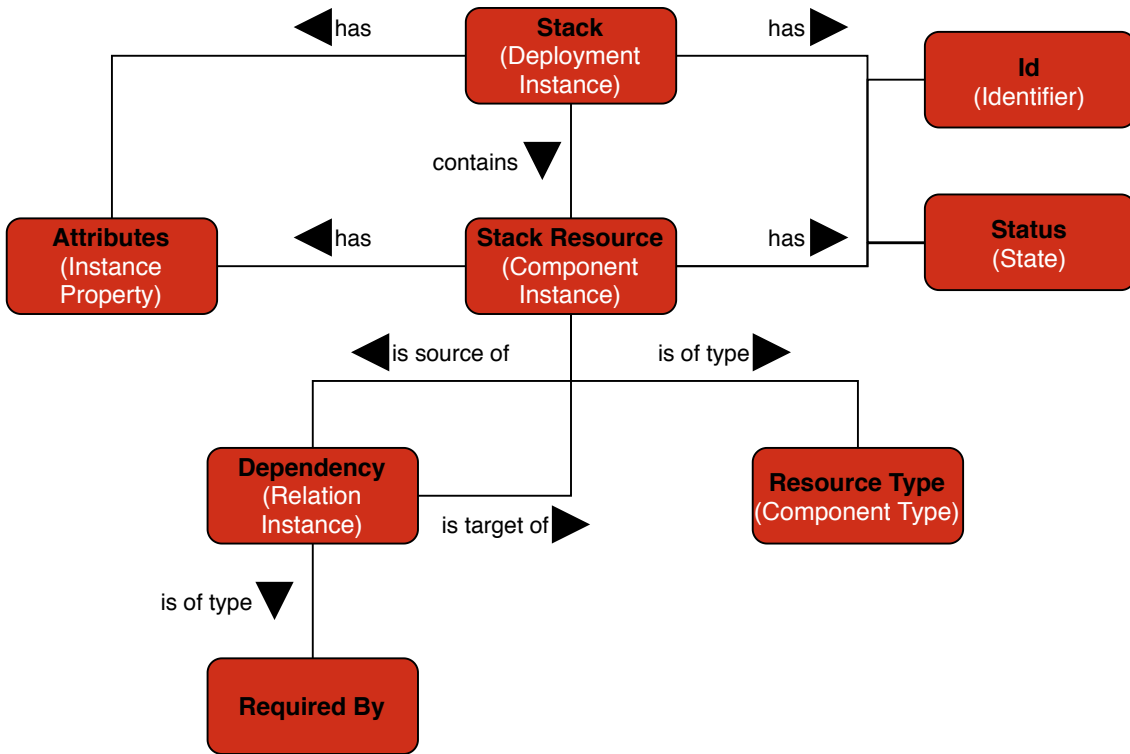 has
Stack
(Deployment
Instance)
has
Id
(Identifier)
contains
Attributes
(Instance
Property)
has
Stack Resource
(Component
Instance)
has
Status
(State)
is source of
is of type
Dependency
(Relation
Instance)
is target of
Resource Type
(Component Type)
is of type
Required By